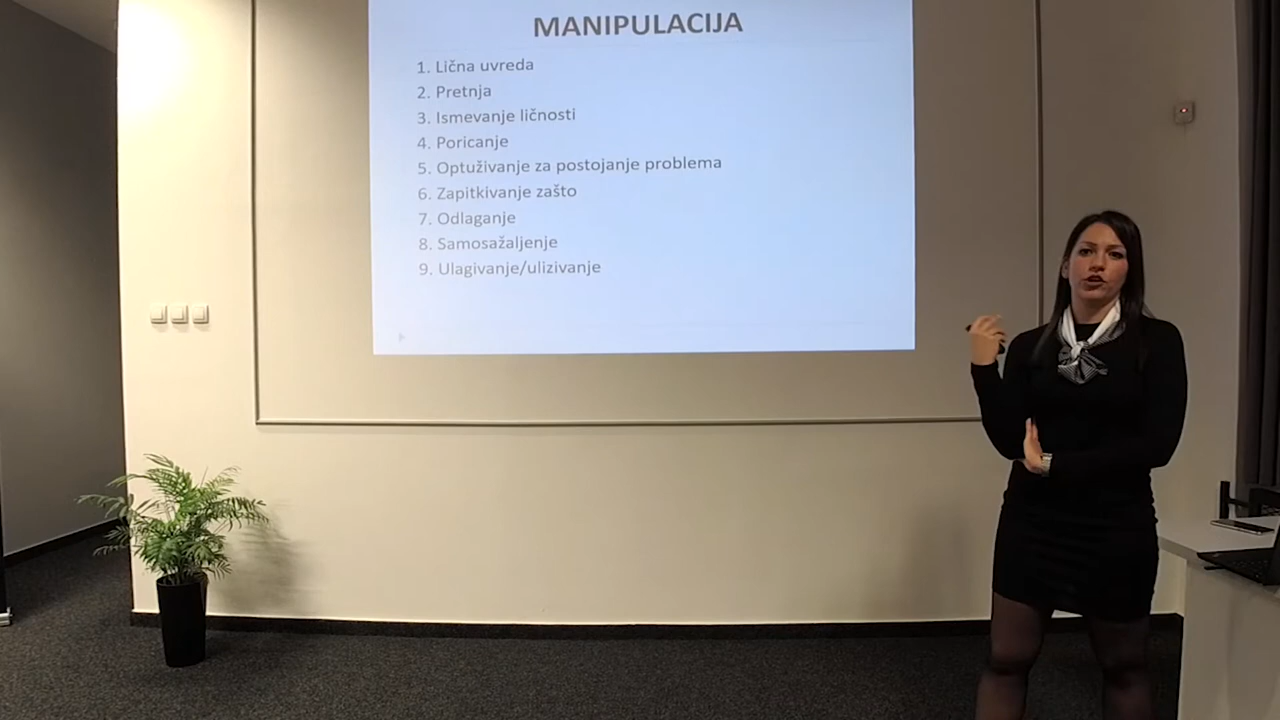 MANIPULACIJA
1. Lična uvreda
2. Pretnja
3. Ismevanje ličnosti
4. Poricanje
5. Optuživanje za postojanje problema
6. Zapitkivanje zašto
7. Odlaganje
8. Samosažaljenje
9. Ulagivanje/ulizivanje